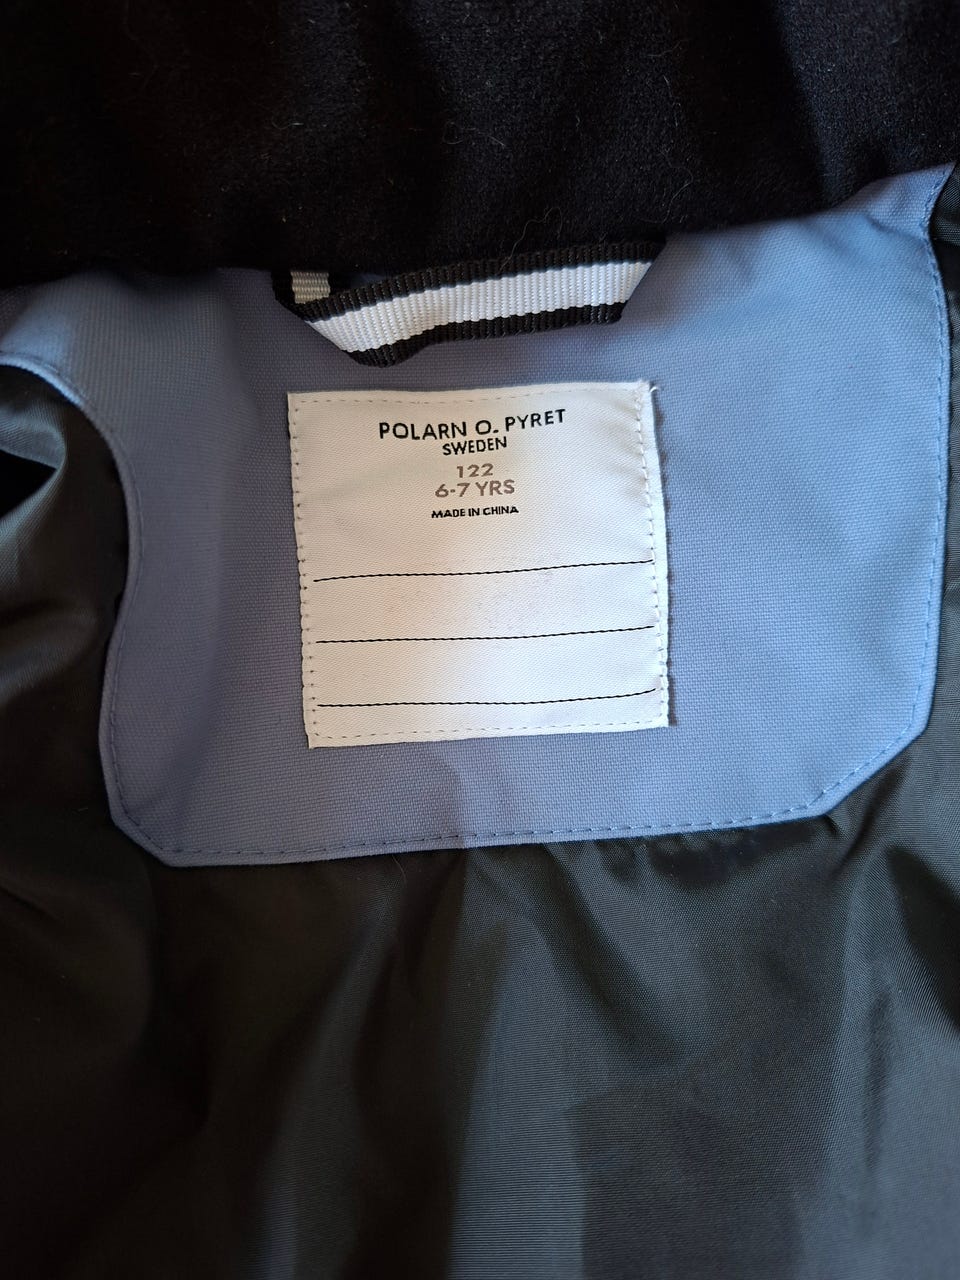 POLARN O. PYRET
SWEDEN
122
6-7 YRS
MADE IN CHINA